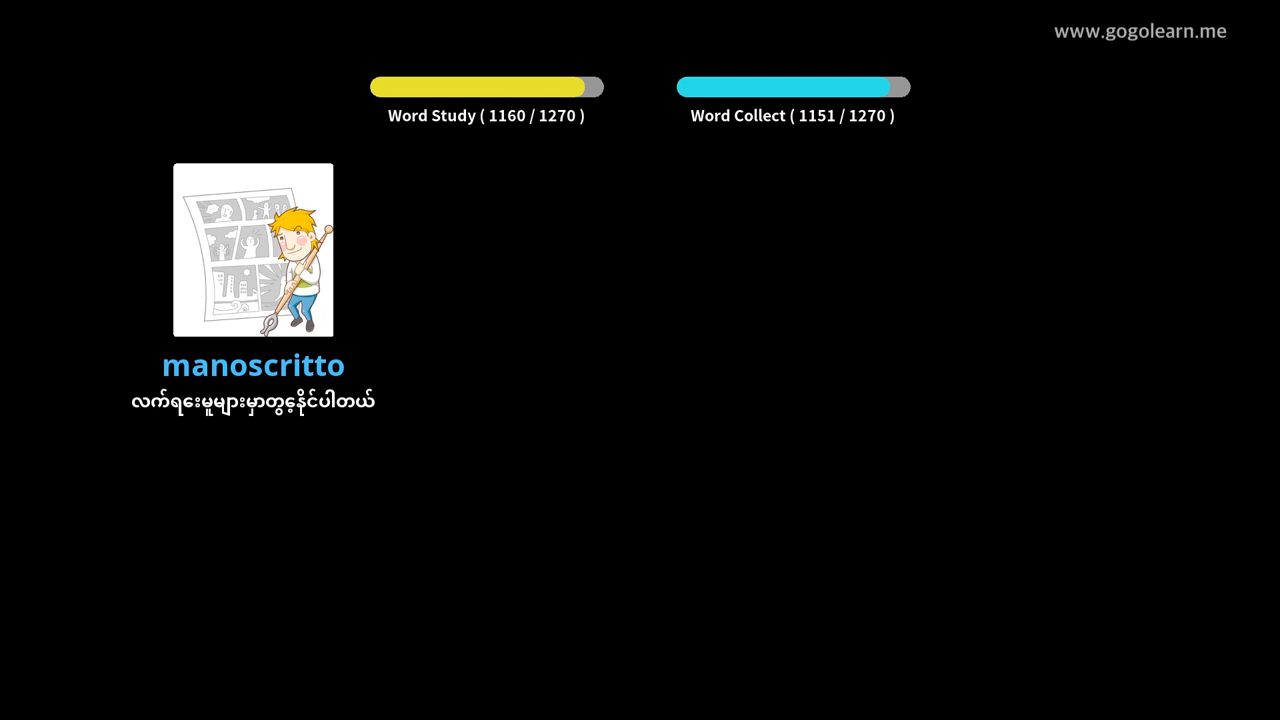 www.gogolearn.me
Word Study ( 1160 / 1270 )
Word Collect ( 1151 / 1270 )
manoscritto
လက်ရေးမူများမှာတွေ့နိုင်ပါတယ်